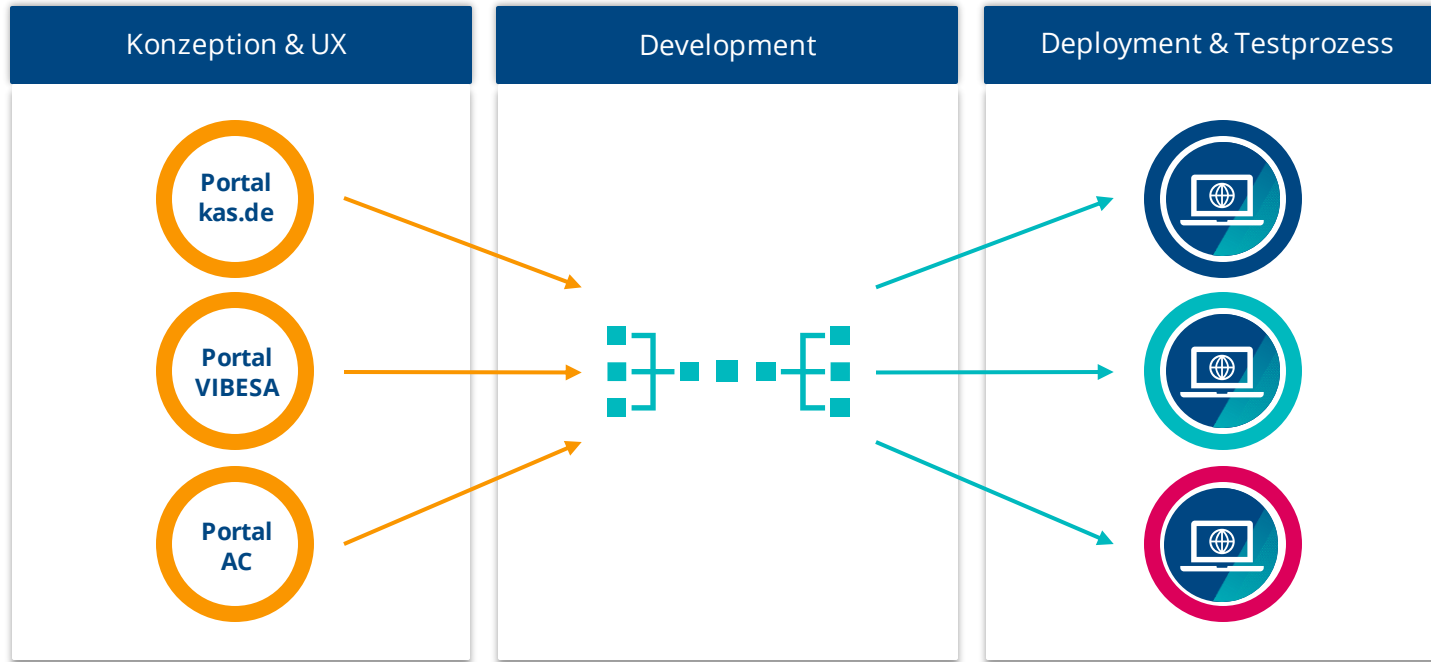 Konzeption & UX
Development
Deployment & Testprozess
Portal
kas.de
Portal
VIBESA
Portal
AC